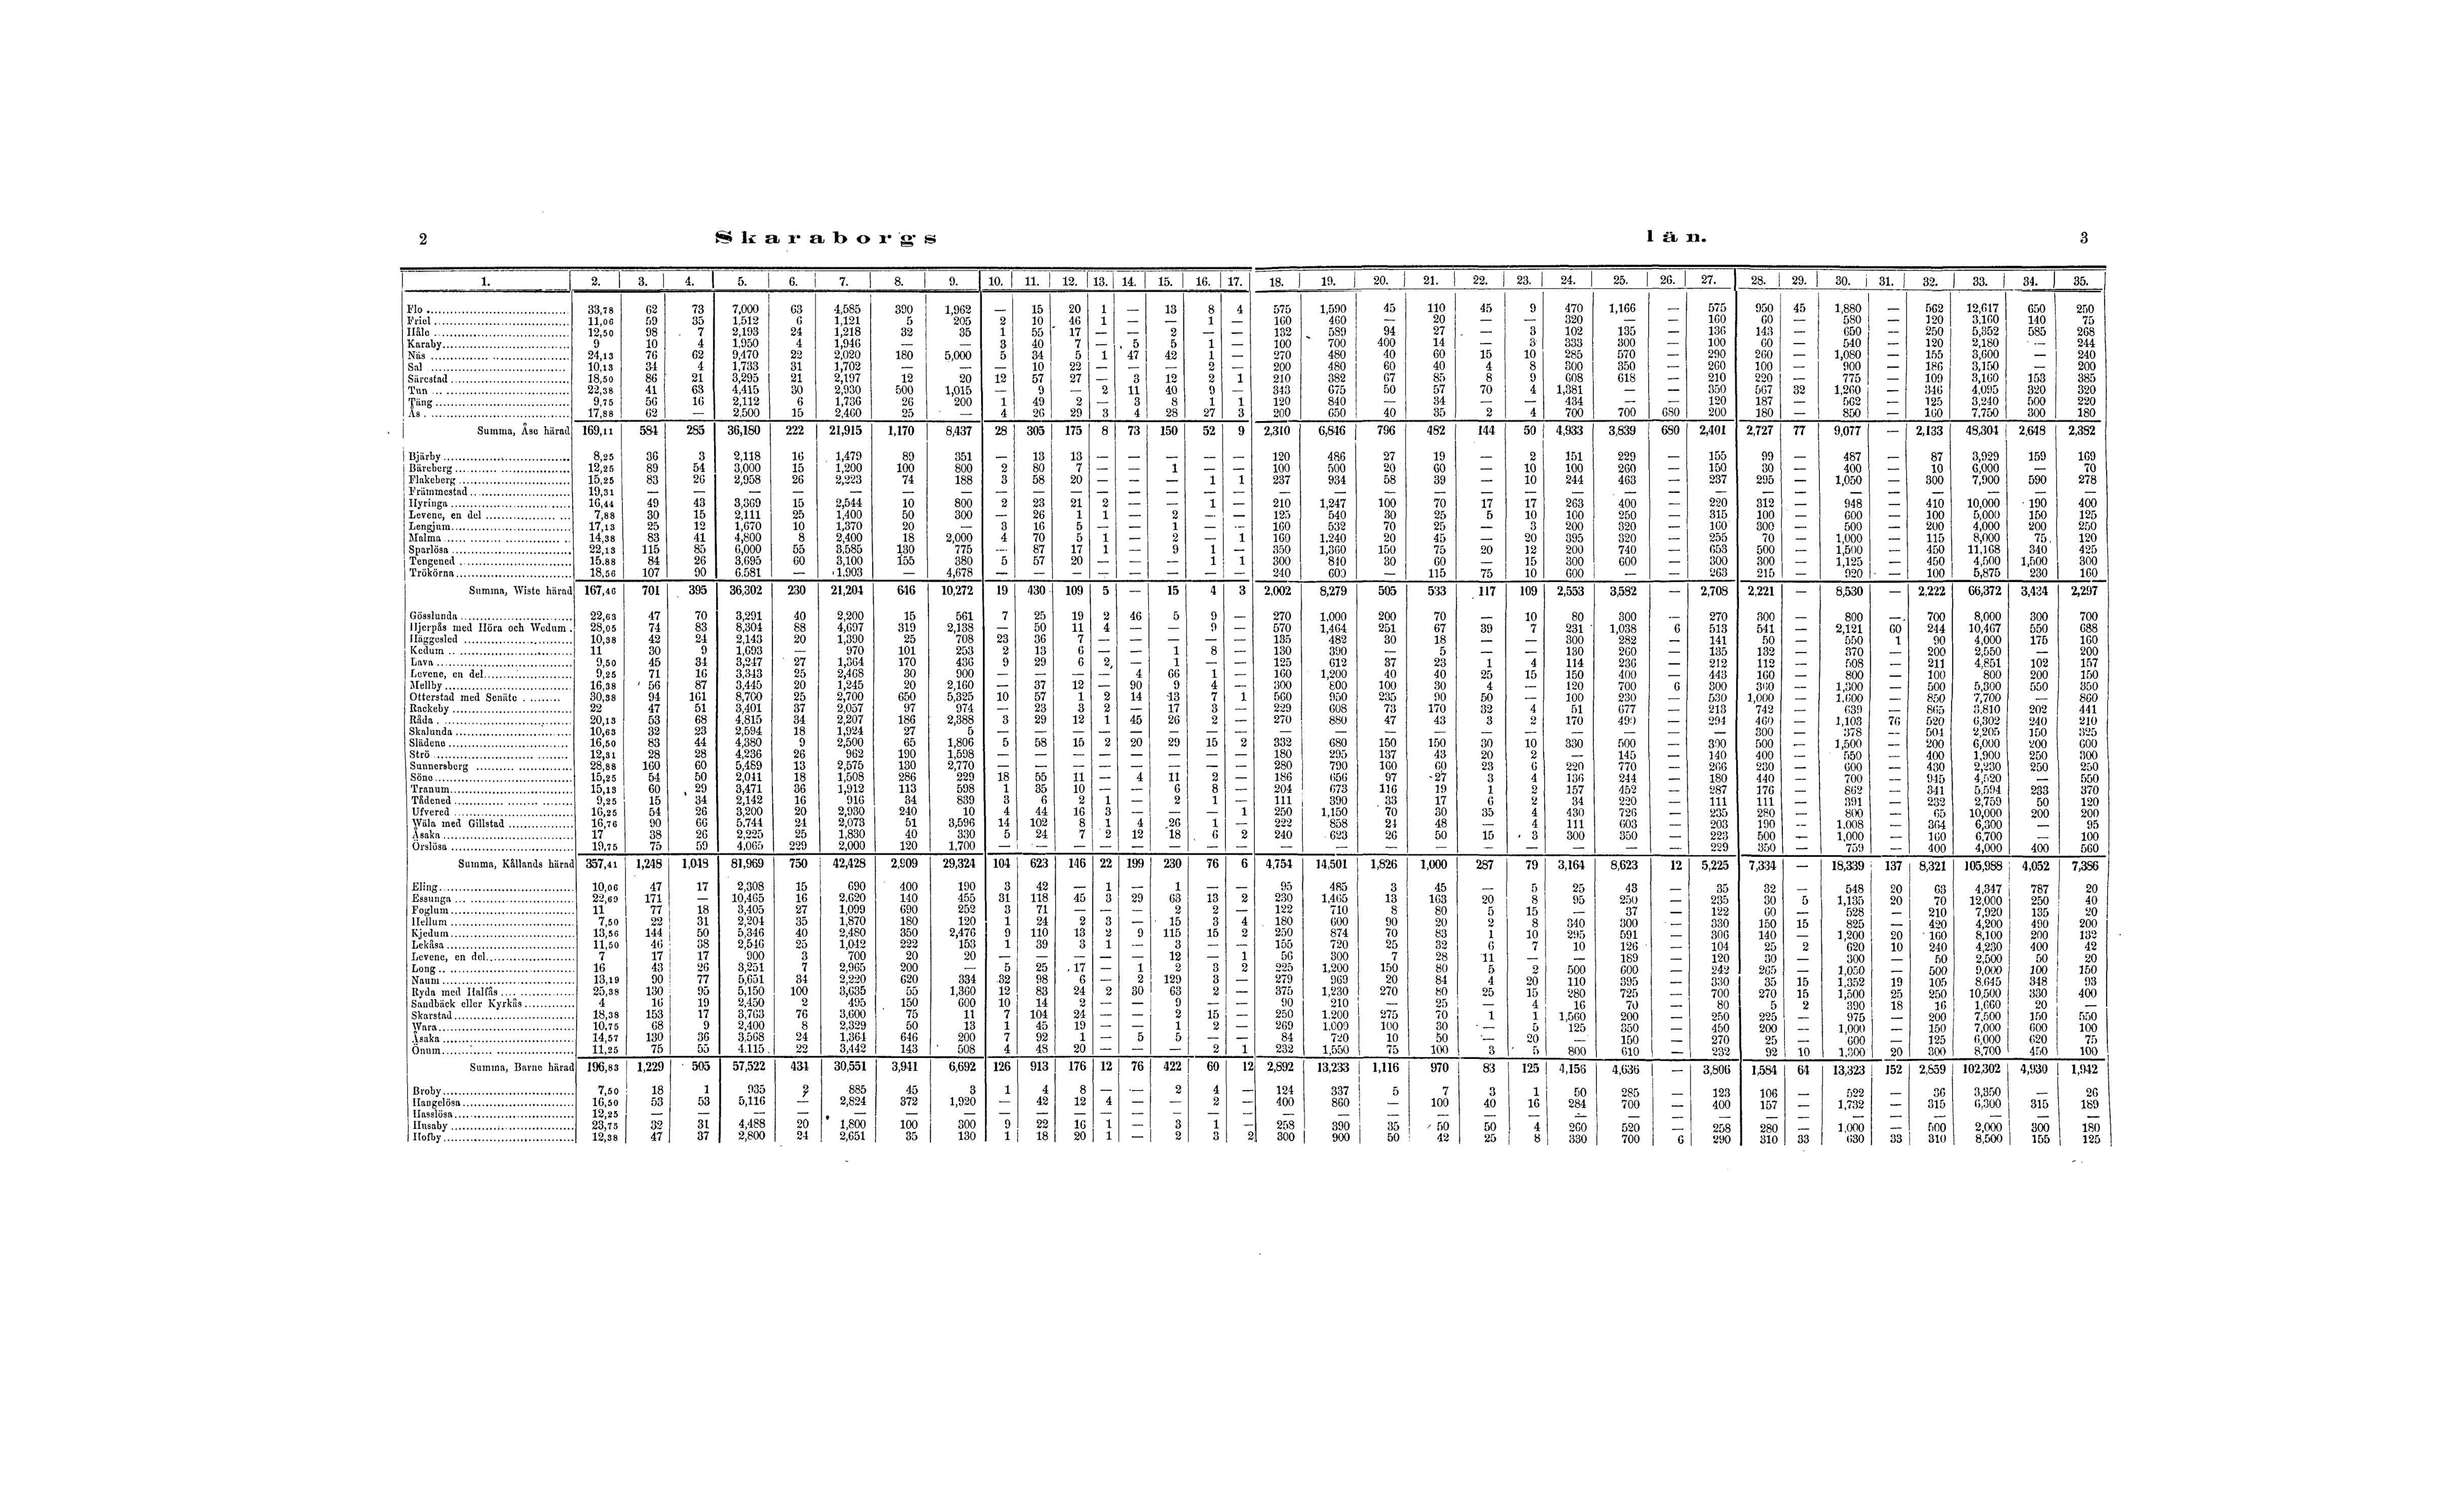 2 Skaraborgs län. 3
1. 2. 3. 4. 5. 6. 7. 8. 9. 10. 11. 12. 13. 14. 15. 16. 17. 18. 19. 20. 21. 22. 23. 24. 25. 26. 27. 28. 29. 30. 31. 32. 33. 34. 35.
Flo 33,78 62 73 7,000 63 4,585 390 1,962 — 15 20 1 — 13 8 4 575 1,590 45 110 45 9 470 1,166 — 575 950 45 1,880 — 562 12,617 650 250
Friel 11,06 59 35 1,512 6 1,121 5 205 2 10 46 1 — — 1 — 160 460 — 20 — — 320 — — 160 60 — 580 — 120 3,160 140 75
Håle 12,50 98 7 2,193 24 1,218 32 35 1 55 17 — — 2 — — 132 589 94 27 — 3 102 135 — 136 143 — 650 — 250 5,352 585 268
Karaby 9 10 4 1,950 4 1,946 — — 3 40 7 — 5 5 1 — 100 700 400 14 — 3 333 300 — 100 60 — 540 — 120 2,180 — 244
Näs 24,13 76 62 9,470 22 2,020 180 5,000 5 34 5 1 47 42 1 — 270 480 40 60 15 10 285 570 — 290 260 — 1,080 — 155 3,600 — 240
Sal 10,13 34 4 1,733 31 1,702 — — — 10 22 — — — 2 — 200 480 60 40 4 8 300 350 — 260 100 — 900 — 186 3,150 — 200
Särestad 18,50 86 21 3,295 21 2,197 12 20 12 57 27 — 3 12 2 1 210 382 67 85 8 9 608 618 — 210 220 — 775 — 109 3,160 153 385
Tun 22,38 41 63 4,415 30 2,930 500 1,015 — 9 — 2 11 40 9 — 343 675 50 57 70 4 1,381 — — 350 567 32 1,260 — 346 4,095 320 320
Täng 9,75 56 16 2,112 6 1,736 26 200 1 49 2 — 3 8 1 1 120 840 — 34 — — 434 — — 120 187 — 562 — 125 3,240 500 220
Ås 17,88 62 — 2,500 15 2,460 25 — 4 26 29 3 4 28 27 3 200 650 40 35 2 4 700 700 680 200 180 — 850 — 160 7,750 300 180
Summa, Åse härad 169,11 584 285 36,180 222 21,915 1,170 8,437 28 305 175 8 73 150 52 9 2,310 6,846 796 482 144 50 4,933 3,839 680 2,401 2,727 77 9,077 — 2,133 48,304 2,648 2,382
Bjärby 8,25 36 3 2,118 16 1,479 89 351 — 13 13 — — — — — 120 486 27 19 — 2 151 229 — 155 99 — 487 — 87 3,929 159 169
Bäreberg 12,25 89 54 3,000 15 1,200 100 800 2 80 7 — — 1 — — 100 500 20 60 — 10 100 260 — 150 30 — 400 — 10 6,000 — 70
Flakeberg 15,25 83 26 2,958 26 2,223 74 188 3 58 20 — — — 1 1 237 934 58 39 — 10 244 463 — 237 295 — 1,050 — 300 7,900 590 278
Främmestad 19,31 — — — — — — — — — — — — — — — — — — — — — — — — — — — — — — — — —
Hyringa 16,44 49 43 3,369 15 2,544 10 800 2 23 21 2 — — 1 — 210 1,247 100 70 17 17 263 400 — 220 312 — 948 — 410 10,000 190 400
Levene, en del 7,88 30 15 2,111 25 1,400 50 300 — 26 1 1 — 2 — — 125 540 30 25 5 10 100 250 — 315 100 — 600 — 100 5,000 150 125
Lengjum 17,13 25 12 1,670 10 1,370 20 — 3 16 5 — — 1 — — 160 532 70 25 — 3 200 320 — 160 300 — 500 — 200 4,000 200 250
Malma 14,38 83 41 4,800 8 2,400 18 2,000 4 70 5 1 — 2 — 1 160 1,240 20 45 — 20 395 320 — 255 70 — 1,000 — 115 8,000 75 120
Sparlösa 22,13 115 85 6,000 55 3,585 130 775 — 87 17 1 — 9 1 — 350 1,360 150 75 20 12 200 740 — 653 500 — 1,500 — 450 11,168 340 425
Tengened 15,88 84 26 3,695 60 3,100 155 380 5 57 20 — — — 1 1 300 810 30 60 — 15 300 600 — 300 300 — 1,125 — 450 4,500 1,500 300
Trökörna 18,56 107 90 6,581 — 1,903 — 4,678 — — — — — — — — 240 603 — 115 75 10 600 — — 263 215 — 920 — 100 5,875 230 160
Summa, Wiste härad 167,46 701 395 36,302 230 21,204 646 10,272 19 430 109 5 — 15 4 3 2,002 8,279 505 533 117 109 2,553 3,582 — 2,708 2,221 — 8,530 — 2,222 66,372 3,434 2,297
Gösslunda 22,63 47 70 3,291 40 2,200 15 561 7 25 19 2 46 5 9 — 270 1,000 200 70 — 10 80 300 — 270 300 — 800 — 700 8,000 300 700
Hjerpås med Höra och Wedum 28,05 74 83 8,304 88 4,697 319 2,138 — 50 11 4 — — 9 — 570 1,464 251 67 39 7 231 1,038 6 513 541 — 2,121 60 244 10,467 550 688
Häggesled 10,38 42 24 2,143 20 1,390 25 708 23 36 7 — — — — — 135 482 30 18 — — 300 282 — 141 50 — 550 1 90 4,000 175 160
Kedum 11 30 9 1,693 — 970 101 253 2 13 6 — — 1 8 — 130 390 — 5 — — 130 260 — 135 132 — 370 — 200 2,550 — 200
Lava 9,50 45 34 3,247 27 1,364 170 436 9 29 6 2 — 1 — — 125 612 37 23 1 4 114 236 — 212 112 — 508 — 211 4,851 102 157
Levene, en del 9,25 71 16 3,343 25 2,468 30 900 — — — — 4 66 1 — 160 1,200 40 40 25 15 150 400 — 443 160 — 800 — 100 800 200 150
Mellby 16,38 56 87 3,445 20 1,245 20 2,160 — 37 12 — 90 9 4 — 300 800 100 30 4 — 120 700 6 300 360 — 1,300 — 500 5,300 550 350
Otterstad med Senäte 30,38 94 161 8,700 25 2,700 650 5,325 10 57 1 2 14 13 7 1 560 950 235 90 50 — 100 230 — 530 1,000 — 1,600 — 850 7,700 — 860
Rackeby 22 47 51 3,401 37 2,057 97 974 — 23 3 2 — 17 3 — 229 608 73 170 32 4 51 677 — 213 742 — 639 — 865 3,810 202 441
Råda 20,13 53 68 4,815 34 2,207 186 2,388 3 29 12 1 45 26 2 — 270 880 47 43 3 2 170 490 — 294 460 — 1,103 76 520 6,302 240 210
Skalunda 10,63 32 23 2,594 18 1,924 27 5 — — — — — — — — — — — — — — — — — — 300 — 378 — 504 2,205 150 325
Slädene 16,50 83 44 4,380 9 2,500 65 1,806 5 58 15 2 20 29 15 2 332 680 150 150 30 10 330 500 — 390 500 — 1,500 — 200 6,000 200 600
Strö 12,31 28 28 4,236 26 962 190 1,598 — — — — — — — — 180 295 137 43 20 2 — 145 — 140 400 — 550 — 400 1,900 250 300
Sunnersberg 28,88 160 60 5,489 13 2,575 130 2,770 — — — — — — — — 280 790 160 60 23 6 220 770 — 266 230 — 600 — 430 2,230 250 250
Söne 15,25 54 50 2,041 18 1,508 286 229 18 55 11 — 4 11 2 — 186 656 97 27 3 4 136 244 — 180 440 — 700 — 945 4,520 — 550
Tranum 15,13 60 29 3,471 36 1,912 113 598 1 35 10 — — 6 8 — 204 673 116 19 1 2 157 452 — 287 176 — 862 — 341 5,594 233 370
Tådened 9,25 15 34 2,142 16 916 34 839 3 6 2 1 — 2 1 — 111 390 33 17 6 2 34 220 — 111 111 — 391 — 232 2,759 50 120
Ufvered 16,25 54 26 3,200 20 2,930 240 10 4 44 16 3 — — — 1 250 1,150 70 30 35 4 430 726 — 235 280 — 800 — 65 10,000 200 200
Wäla med Gillstad 16,76 90 66 5,744 24 2,073 51 3,596 14 102 8 1 4 26 1 — 222 858 24 48 — 4 111 603 — 203 190 — 1,008 — 364 6,300 — 95
Åsaka 17 38 26 2,225 25 1,830 40 330 5 24 7 2 12 18 6 2 240 623 26 50 15 3 300 350 — 223 500 — 1,000 — 160 6,700 — 100
Örslösa 19,75 75 59 4,065 229 2,000 120 1,700 — — — — — — — — — — — — — — — — — 229 350 — 759 — 400 4,000 400 560
Summa, Kållands härad 357,41 1,248 1,048 81,969 750 42,428 2,909 29,324 104 623 146 22 199 230 76 6 4,754 14,501 1,826 1,000 287 79 3,164 8,623 12 5,225 7,334 — 18,339 137 8,321 105,988 4,052 7,386
Eling 10,06 47 17 2,308 15 690 400 190 3 42 — 1 — 1 — — 95 485 3 45 — 5 25 43 — 35 32 — 548 20 63 4,347 787 20
Essunga 22,69 171 — 10,465 16 2,620 140 455 31 118 45 3 29 63 13 2 230 1,465 13 163 20 8 95 250 — 235 30 5 1,135 20 70 12,000 250 40
Foglum 11 77 18 3,405 27 1,099 690 252 3 71 — — — 2 2 — 122 710 8 80 5 15 — 37 — 122 60 — 528 — 210 7,920 135 20
Hellum 7,50 22 31 2,204 35 1,870 180 120 1 24 2 3 — 15 3 4 180 600 90 20 2 8 340 300 — 330 150 15 825 — 420 4,200 490 200
Kjedum 13,56 144 50 5,346 40 2,480 350 2,476 9 110 13 2 9 115 15 2 250 874 70 83 1 10 295 591 — 306 140 — 1,200 20 160 8,100 200 132
Lekåsa 11,50 46 38 2,546 25 1,042 222 153 1 39 3 1 — 3 — — 155 720 25 32 6 7 10 126 — 104 25 2 620 10 240 4,230 400 42
Levene, en del 7 17 17 900 3 700 20 20 — — — — — 12 — 1 56 300 7 28 11 — — 189 — 120 30 — 300 — 50 2,500 50 20
Long 16 43 26 3,251 7 2,965 200 — 5 25 17 — 1 2 3 2 225 1,200 150 80 5 2 500 600 — 242 265 — 1,050 — 500 9,000 100 150
Naum 13,19 90 77 5,651 34 2,220 620 334 32 98 6 — 2 129 3 — 279 969 20 84 4 20 110 395 — 330 35 15 1,352 19 105 8,645 348 93
Ryda med Halfås 25,38 130 95 5,150 100 3,635 55 1,360 12 83 24 2 30 63 2 — 375 1,230 270 80 25 15 280 725 — 700 270 15 1,500 25 250 10,500 330 400
Saudbäck eller Kyrkås 4 16 19 2,450 2 495 150 600 10 14 2 — — 9 — — 90 210 — 25 — 4 16 70 — 80 5 2 390 18 16 1,660 20 —
Skarstad 18,38 153 17 3,763 76 3,600 75 11 7 104 24 — — 2 15 — 250 1,200 275 70 1 1 1,560 200 — 250 225 — 975 — 200 7,500 150 550
Wara 10,75 68 9 2,400 8 2,329 50 13 1 45 19 — — 1 2 — 269 1,000 100 30 — 5 125 350 — 450 200 — 1,000 — 150 7,000 600 100
Åsaka 14,57 130 36 3,568 24 1,364 646 200 7 92 1 — 5 5 — — 84 720 10 50 — 20 — 150 — 270 25 — 600 — 125 6,000 620 75
Önum 11,25 75 55 4,115 22 3,442 143 508 4 48 20 — — — 2 1 232 1,550 75 100 3 5 800 610 — 232 92 10 1,300 20 300 8,700 450 100
Summa, Barne härad 196,83 1,229 505 57,522 434 30,551 3,941 6,692 126 913 176 12 76 422 60 12 2,892 13,233 1,116 970 83 125 4,156 4,636 — 3,806 1,584 64 13,323 152 2,859 102,302 4,930 1,942
Broby 7,50 18 1 935 2 885 45 3 1 4 8 — — 2 4 — 124 337 5 7 3 1 50 285 — 123 106 — 522 — 36 3,350 — 26
Hangelösa 16,50 53 53 5,116 — 2,824 372 1,920 — 42 12 4 — — 2 — 400 860 — 100 40 16 284 700 — 400 157 — 1,732 — 315 6,300 315 189
Hasslösa 12,25 — — — — — — — — — — — — — — — — — — — — — — — — — — — — — — — — —
Husaby 23,75 32 31 4,488 20 1,800 100 300 9 22 16 1 — 3 1 — 258 390 35 50 50 4 260 520 — 258 280 — 1,000 — 500 2,000 300 180
Hofby 12,38 47 37 2,800 24 2,651 35 130 1 18 20 1 — 2 3 2 300 900 50 42 25 8 330 700 6 290 310 33 630 33 310 8,500 155 125